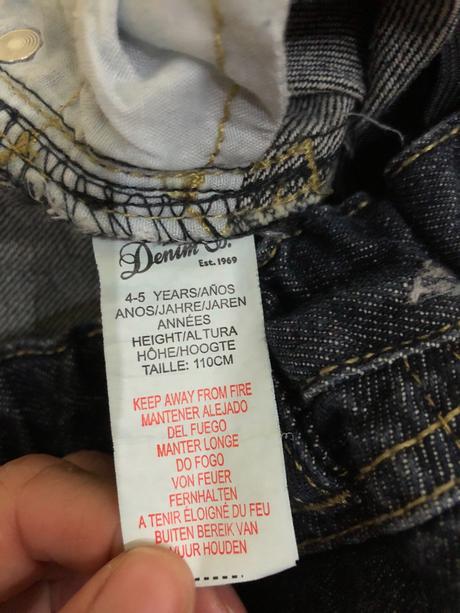 Denim Co.
Est. 1969
4-5 YEARS/AÑOS
ANOS/JAHRE/JAREN
ANNÉES
HEIGHT/ALTURA
HÖHE/HOOGTE
TAILLE: 110CM
KEEP AWAY FROM FIRE
MANTENER ALEJADO
DEL FUEGO
MANTER LONGE
DO FOGO
VON FEUER
FERNHALTEN
A TENIR ÉLOIGNÉ DU FEU
BUITEN BEREIK VAN
VUUR HOUDEN